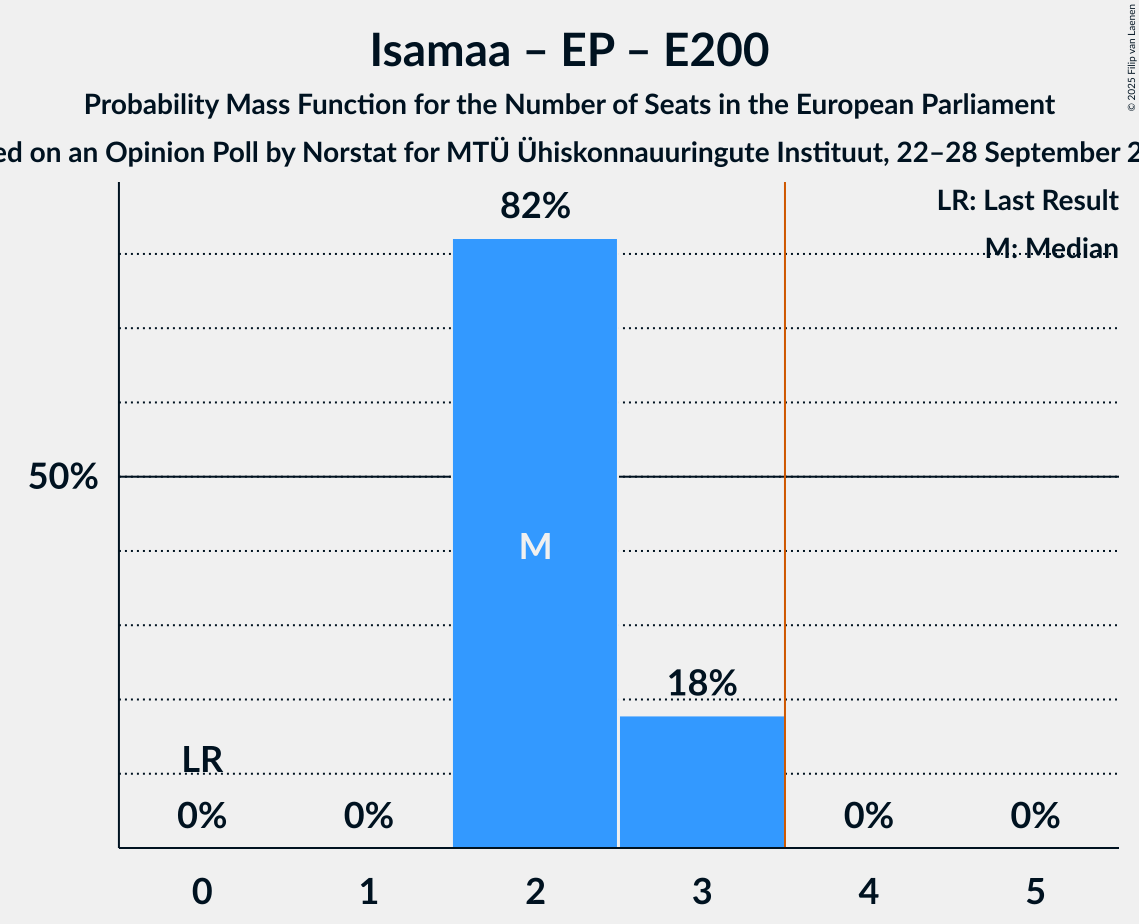 Isamaa – EP – E200
Probability Mass Function for the Number of Seats in the European Parliament
on an Opinion Poll by Norstat for MTÜ Ühiskonnauuringute Instituut, 22–28 September
© 2025 Filip van Laenen
LR: Last Result
M: Median
82%
50%
M
18%
LR
0% 0% 0% 0%
0 1 2 3 4 5